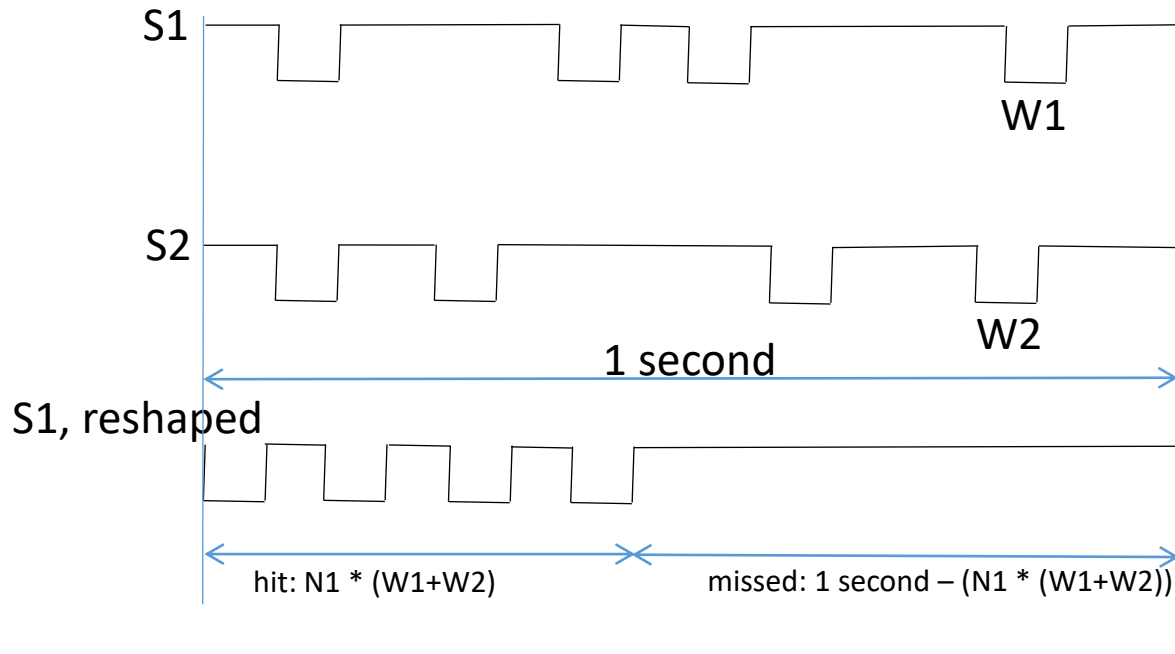 S1
W1
S2
W2
1 second
S1, reshaped
hit: N1 * (W1+W2)
missed: 1 second – (N1 * (W1+W2))